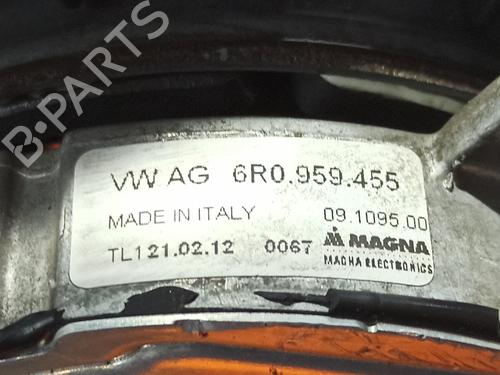 B-PARTS
VW AG 6R0.959.455
MADE IN ITALY 09.1095.00
TL121.02.12 0067 MAGNA
MAGNA ELECTRONICS